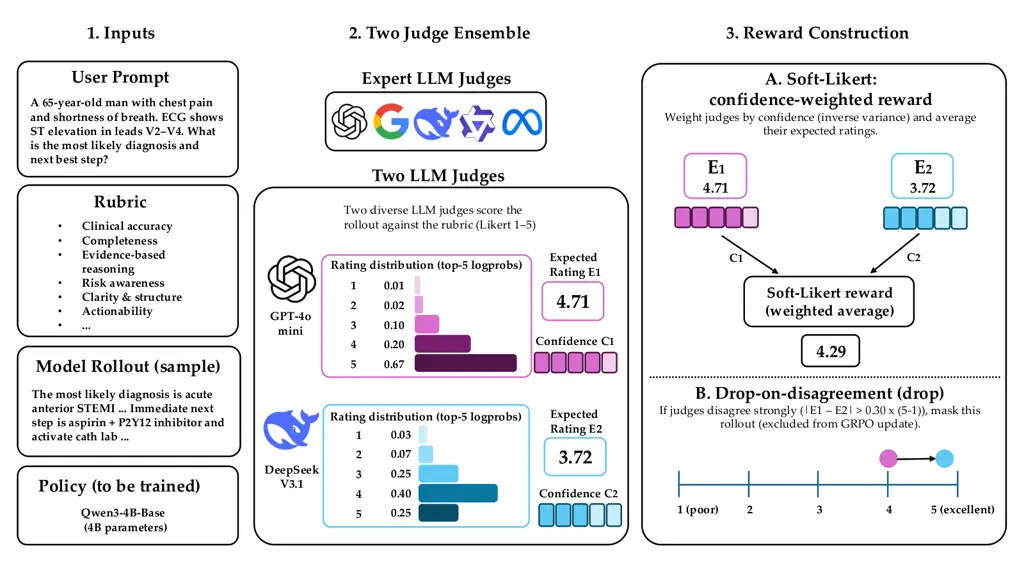 1. Inputs
User Prompt
A 65-year-old man with chest pain
and shortness of breath. ECG shows
ST elevation in leads V2–V4. What
is the most likely diagnosis and
next best step?
Rubric
• Clinical accuracy
• Completeness
• Evidence-based
reasoning
• Risk awareness
• Clarity & structure
• Actionability
• ...
Model Rollout (sample)
The most likely diagnosis is acute
anterior STEMI ... Immediate next
step is aspirin + P2Y12 inhibitor and
activate cath lab ...
Policy (to be trained)
Qwen3-4B-Base
(4B parameters)
2. Two Judge Ensemble
Expert LLM Judges
Two LLM Judges
Two diverse LLM judges score the
rollout against the rubric (Likert 1–5)
GPT-4o
mini
Rating distribution (top-5 logprobs)
1 0.01
2 0.02
3 0.10
4 0.20
5 0.67
Expected
Rating E1
4.71
Confidence C1
DeepSeek
V3.1
Rating distribution (top-5 logprobs)
1 0.03
2 0.07
3 0.25
4 0.40
5 0.25
Expected
Rating E2
3.72
Confidence C2
3. Reward Construction
A. Soft-Likert:
confidence-weighted reward
Weight judges by confidence (inverse variance) and average
their expected ratings.
E1
4.71
E2
3.72
C1
C2
Soft-Likert reward
(weighted average)
4.29
B. Drop-on-disagreement (drop)
If judges disagree strongly (|E1 – E2| > 0.30 x (5-1)), mask this
rollout (excluded from GRPO update).
1 (poor) 2 3 4 5 (excellent)